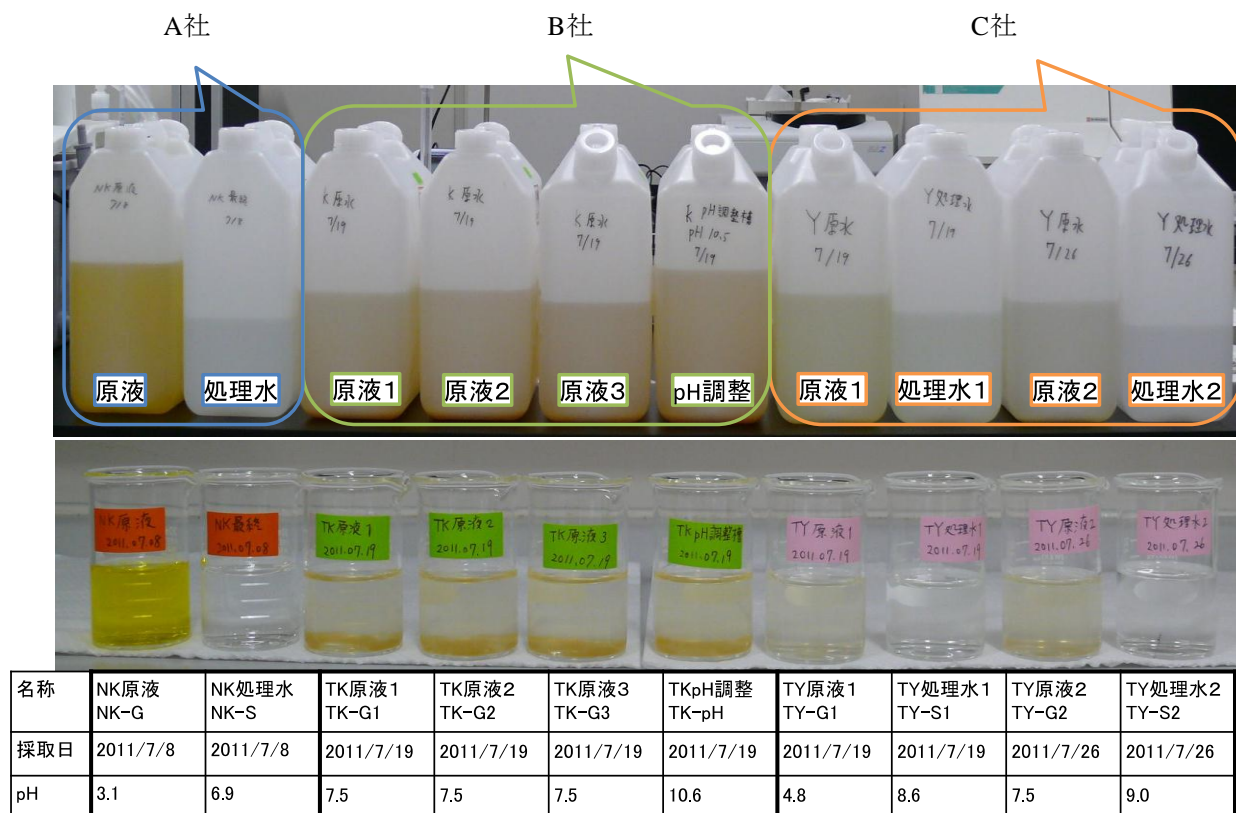 A社
B社
C社
NK原液
7/8
NK最終
7/8
K原水
7/19
K原水
7/19
K原水
7/19
K pH調整槽
pH 10.5
7/19
Y原水
7/19
Y処理水
7/19
Y原水
7/26
Y処理水
7/26
原液
処理水
原液1
原液2
原液3
pH調整
原液1
処理水1
原液2
処理水2
NK原液
2011.07.08
NK最終
2011.07.08
TK原液1
2011.07.19
TK原液2
2011.07.19
TK原液3
2011.07.19
TKpH調整槽
2011.07.19
TY原液1
2011.07.19
TY処理水1
2011.07.19
TY原液2
2011.07.26
TY処理水2
2011.07.26
名称 NK原液 NK処理水 TK原液1 TK原液2 TK原液3 TKpH調整 TY原液1 TY処理水1 TY原液2 TY処理水2
NK-G NK-S TK-G1 TK-G2 TK-G3 TK-pH TY-G1 TY-S1 TY-G2 TY-S2
採取日 2011/7/8 2011/7/8 2011/7/19 2011/7/19 2011/7/19 2011/7/19 2011/7/19 2011/7/19 2011/7/26 2011/7/26
pH 3.1 6.9 7.5 7.5 7.5 10.6 4.8 8.6 7.5 9.0